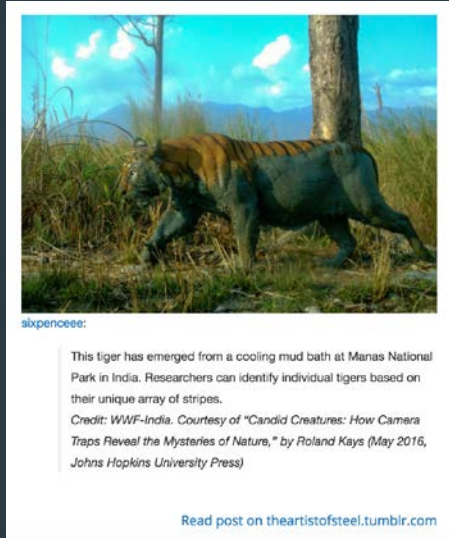 sixpenceee:
This tiger has emerged from a cooling mud bath at Manas National
Park in India. Researchers can identify individual tigers based on
their unique array of stripes.
Credit: WWF-India. Courtesy of "Candid Creatures: How Camera
Traps Reveal the Mysteries of Nature," by Roland Kays (May 2016,
Johns Hopkins University Press)
Read post on theartistofsteel.tumblr.com